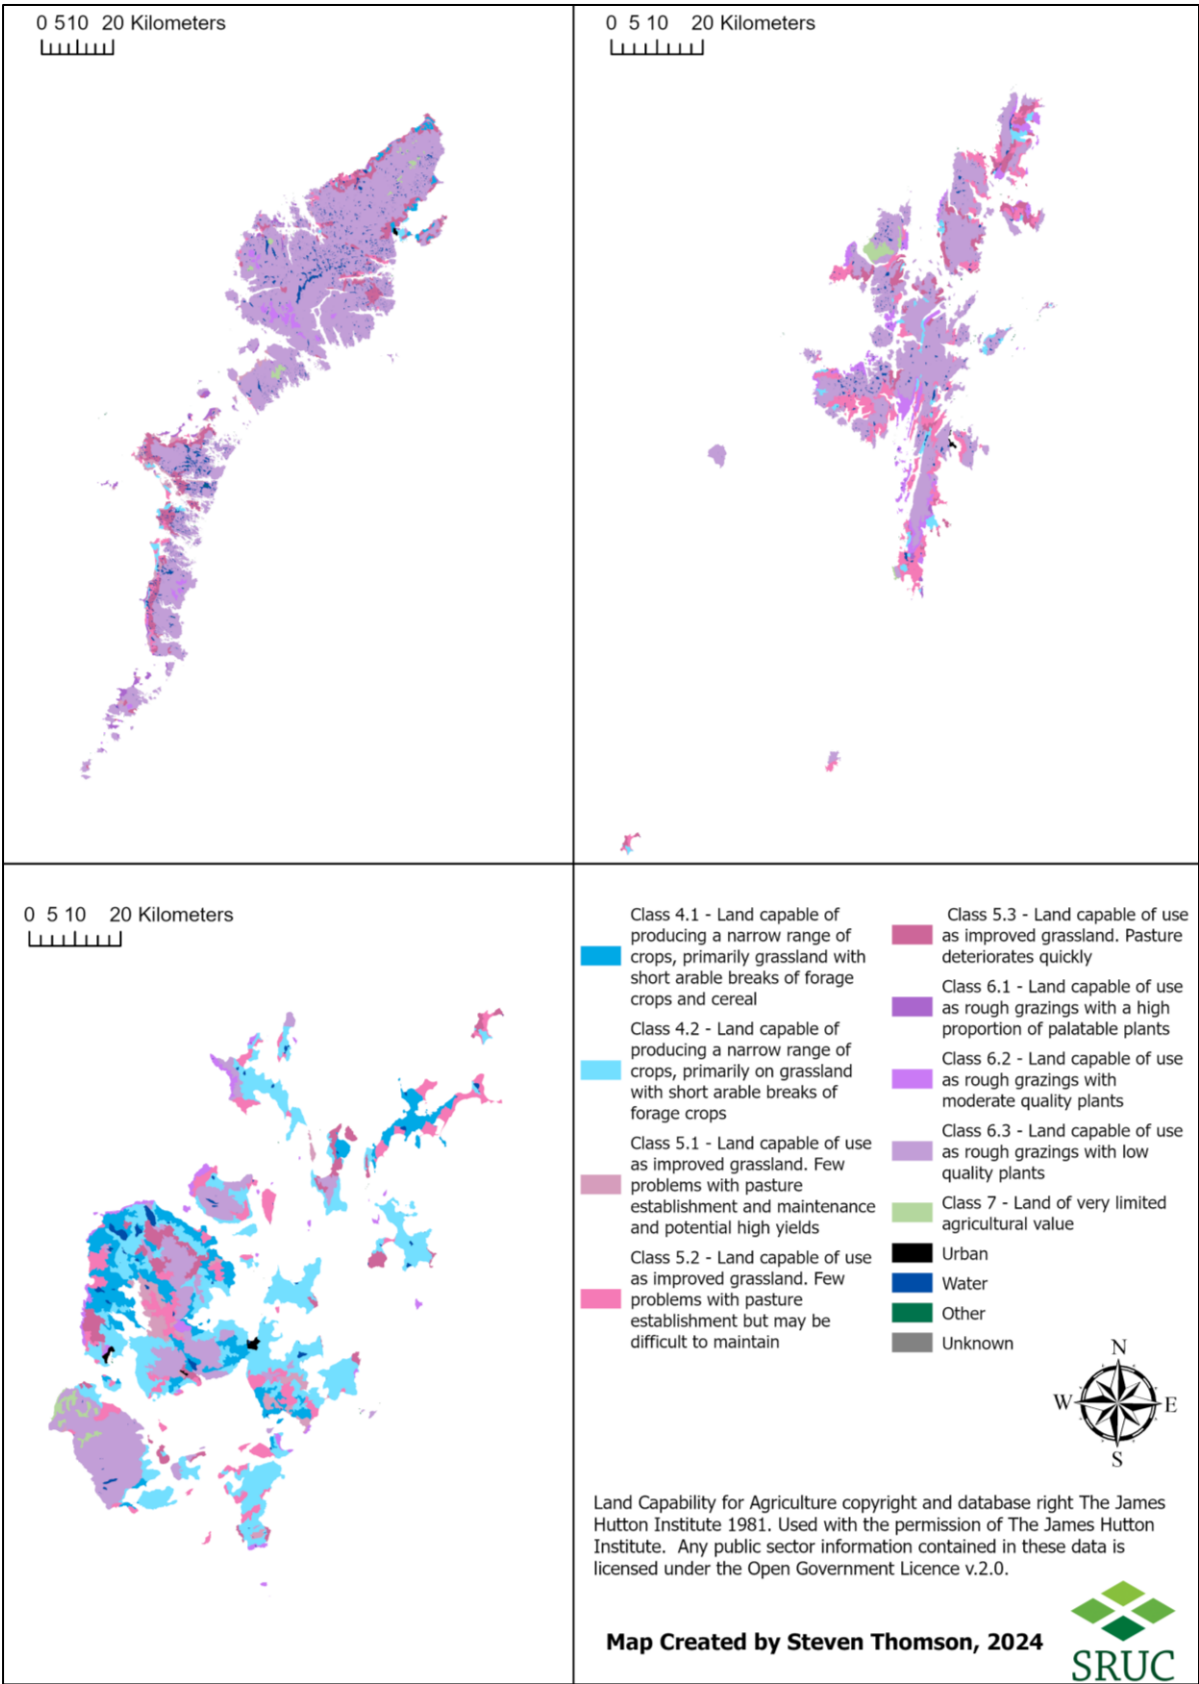 0 510 20 Kilometers
0 5 10 20 Kilometers
0 5 10 20 Kilometers
Class 4.1 - Land capable of
producing a narrow range of
crops, primarily grassland with
short arable breaks of forage
crops and cereal
Class 4.2 - Land capable of
producing a narrow range of
crops, primarily on grassland
with short arable breaks of
forage crops
Class 5.1 - Land capable of use
as improved grassland. Few
problems with pasture
establishment and maintenance
and potential high yields
Class 5.2 - Land capable of use
as improved grassland. Few
problems with pasture
establishment but may be
difficult to maintain
Class 5.3 - Land capable of use
as improved grassland. Pasture
deteriorates quickly
Class 6.1 - Land capable of use
as rough grazings with a high
proportion of palatable plants
Class 6.2 - Land capable of use
as rough grazings with
moderate quality plants
Class 6.3 - Land capable of use
as rough grazings with low
quality plants
Class 7 - Land of very limited
agricultural value
Urban
Water
Other
Unknown
N
W E
S
Land Capability for Agriculture copyright and database right The James
Hutton Institute 1981. Used with the permission of The James Hutton
Institute. Any public sector information contained in these data is
licensed under the Open Government Licence v.2.0.
Map Created by Steven Thomson, 2024
SRUC